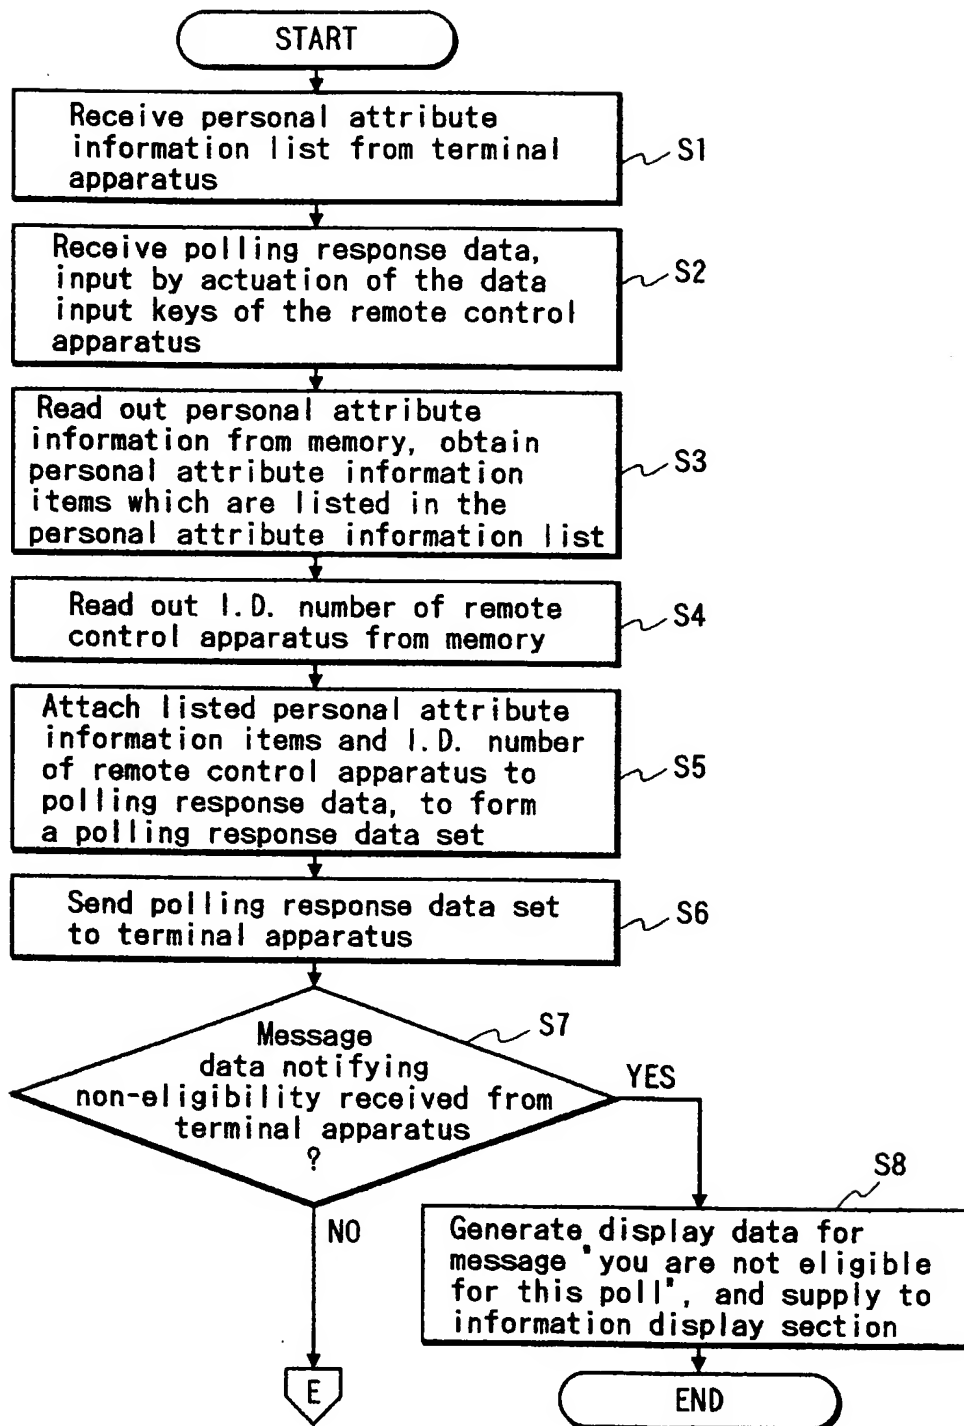 START
Receive personal attribute
information list from terminal
apparatus
S1
Receive polling response data,
input by actuation of the data
input keys of the remote control
apparatus
S2
Read out personal attribute
information from memory, obtain
personal attribute information
items which are listed in the
personal attribute information list
S3
Read out I.D. number of remote
control apparatus from memory
S4
Attach listed personal attribute
information items and I.D. number
of remote control apparatus to
polling response data, to form
a polling response data set
S5
Send polling response data set
to terminal apparatus
S6
Message
data notifying
non-eligibility received from
terminal apparatus
?
S7
YES
NO
S8
Generate display data for
message "you are not eligible
for this poll", and supply to
information display section
E
END